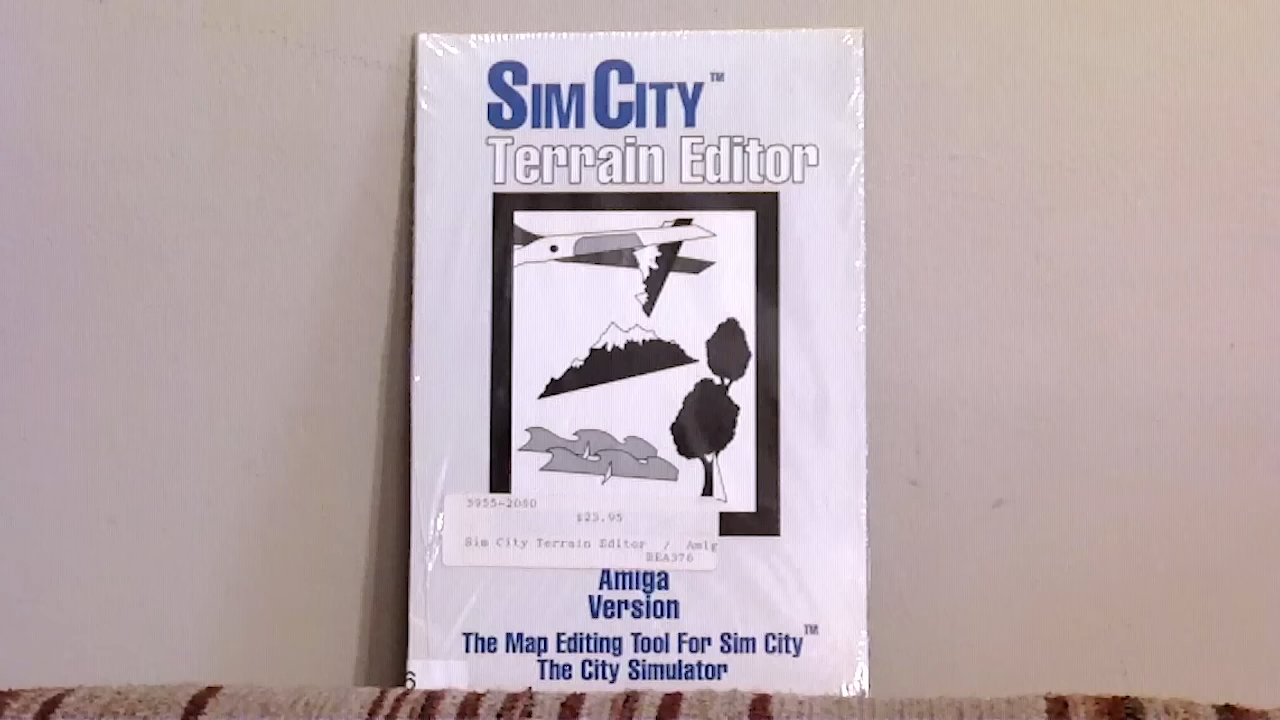 SIMCITY™
Terrain Editor
5955-2080
$23.95
Sim City Terrain Editor / Amig
BEA376
Amiga
Version
The Map Editing Tool For Sim City™
The City Simulator
6